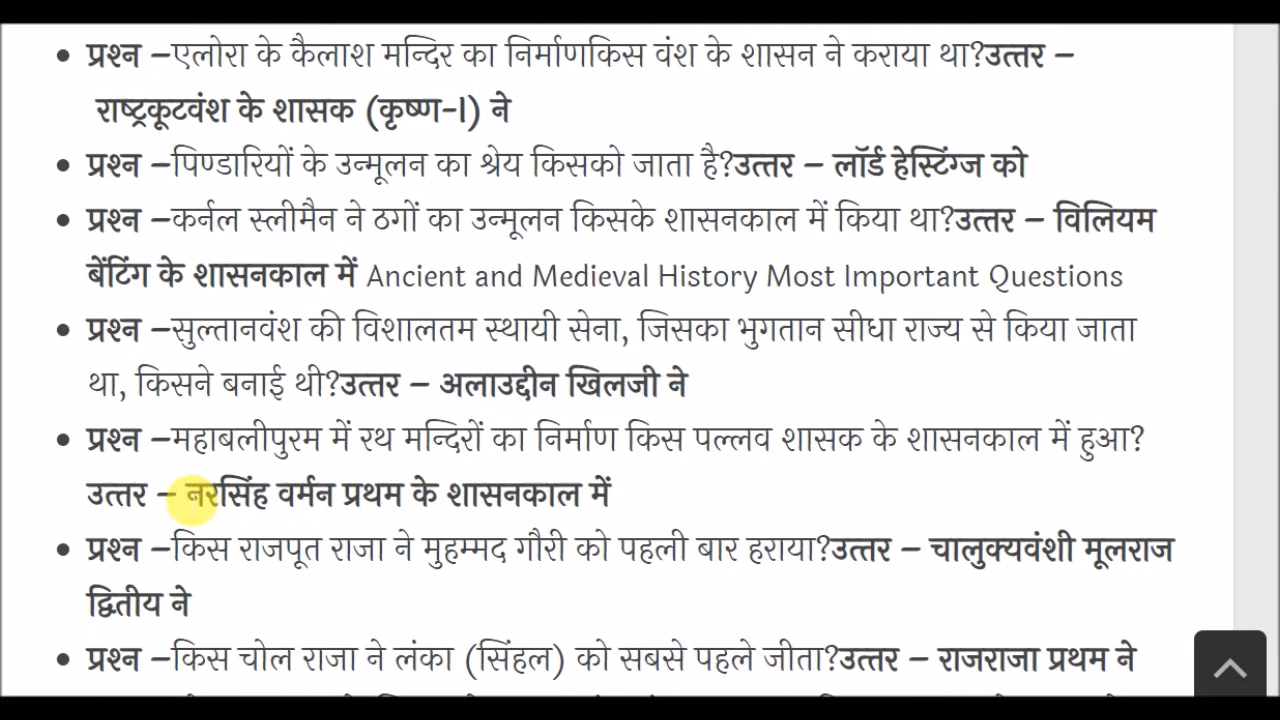 • प्रश्न –एलोरा के कैलाश मन्दिर का निर्माणकिस वंश के शासन ने कराया था?उत्तर –
राष्ट्रकूटवंश के शासक (कृष्ण-I) ने
• प्रश्न –पिण्डारियों के उन्मूलन का श्रेय किसको जाता है?उत्तर – लॉर्ड हेस्टिंग्ज को
• प्रश्न –कर्नल स्लीमैन ने ठगों का उन्मूलन किसके शासनकाल में किया था?उत्तर – विलियम
बेंटिंग के शासनकाल में Ancient and Medieval History Most Important Questions
• प्रश्न –सुल्तानवंश की विशालतम स्थायी सेना, जिसका भुगतान सीधा राज्य से किया जाता
था, किसने बनाई थी?उत्तर – अलाउद्दीन खिलजी ने
• प्रश्न –महाबलीपुरम में रथ मन्दिरों का निर्माण किस पल्लव शासक के शासनकाल में हुआ?
उत्तर – नरसिंह वर्मन प्रथम के शासनकाल में
• प्रश्न –किस राजपूत राजा ने मुहम्मद गौरी को पहली बार हराया?उत्तर – चालुक्यवंशी मूलराज
द्वितीय ने
• प्रश्न –किस चोल राजा ने लंका (सिंहल) को सबसे पहले जीता?उत्तर – राजराजा प्रथम ने